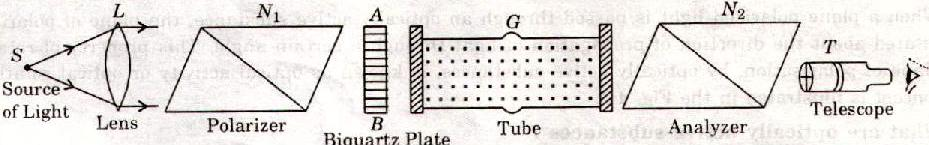 L
N₁
A
G
N₂
S
T
Source
of Light
Lens
Polarizer
B
Biquartz Plate
Tube
Analyzer
Telescope